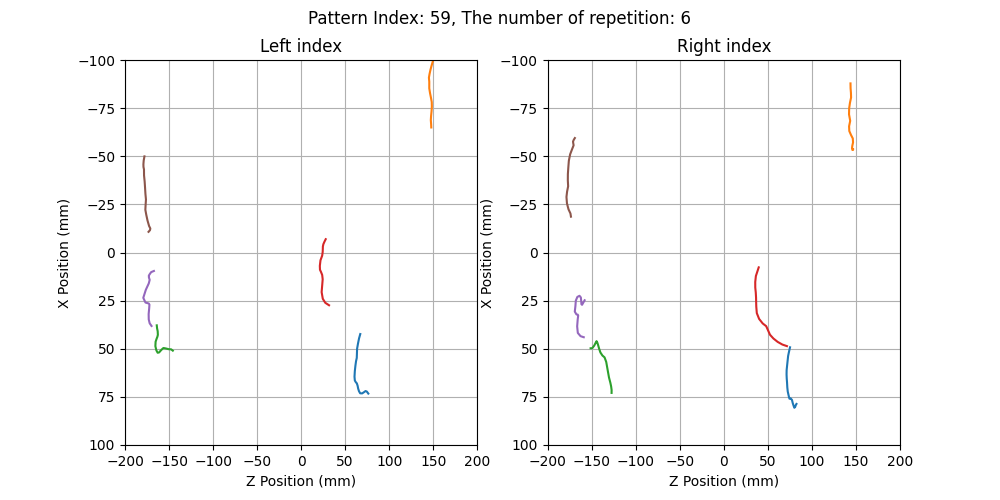 Pattern Index: 59, The number of repetition: 6
Left index
Right index
−100
−75
−50
−25
0
25
50
75
100
−200 −150 −100 −50 0 50 100 150 200
X Position (mm)
Z Position (mm)
−100
−75
−50
−25
0
25
50
75
100
−200 −150 −100 −50 0 50 100 150 200
X Position (mm)
Z Position (mm)